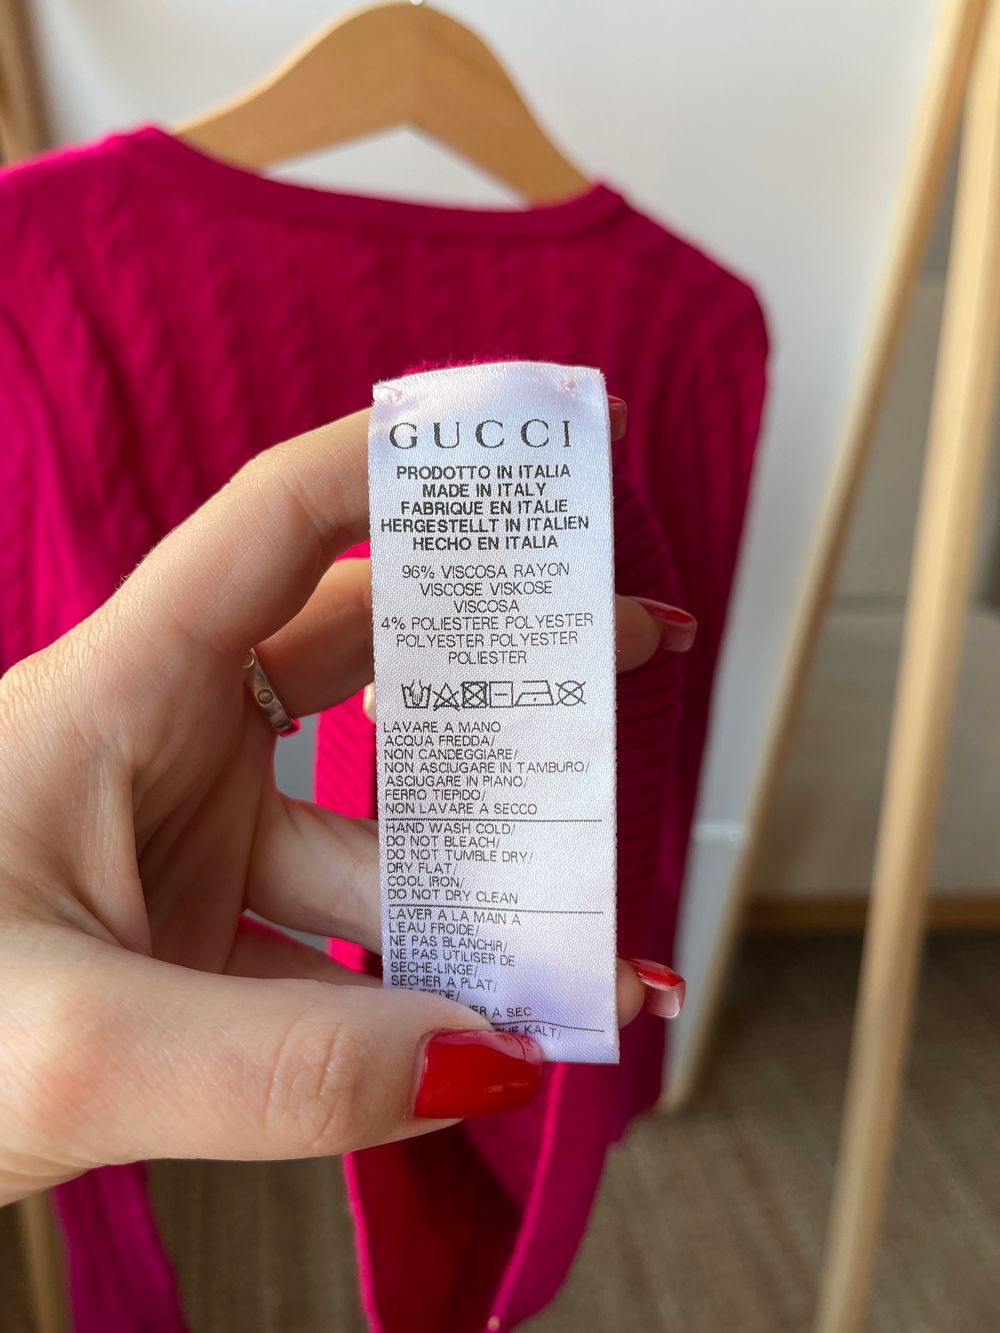 GUCCI
PRODOTTO IN ITALIA
MADE IN ITALY
FABRIQUE EN ITALIE
HERGESTELLT IN ITALIEN
HECHO EN ITALIA
96% VISCOSA RAYON
VISCOSE VISKOSE
VISCOSA
4% POLIESTERE POLYESTER
POLYESTER POLYESTER
POLIESTER
LAVARE A MANO
ACQUA FREDDA/
NON CANDEGGIARE/
NON ASCIUGARE IN TAMBURO/
ASCIUGARE IN PIANO/
FERRO TIEPIDO/
NON LAVARE A SECCO
HAND WASH COLD/
DO NOT BLEACH/
DO NOT TUMBLE DRY/
DRY FLAT/
COOL IRON/
DO NOT DRY CLEAN
LAVER A LA MAIN A
L'EAU FROIDE/
NE PAS BLANCHIR/
NE PAS UTILISER DE
SECHE-LINGE/
SECHER A PLAT/
A SEC
KALT/